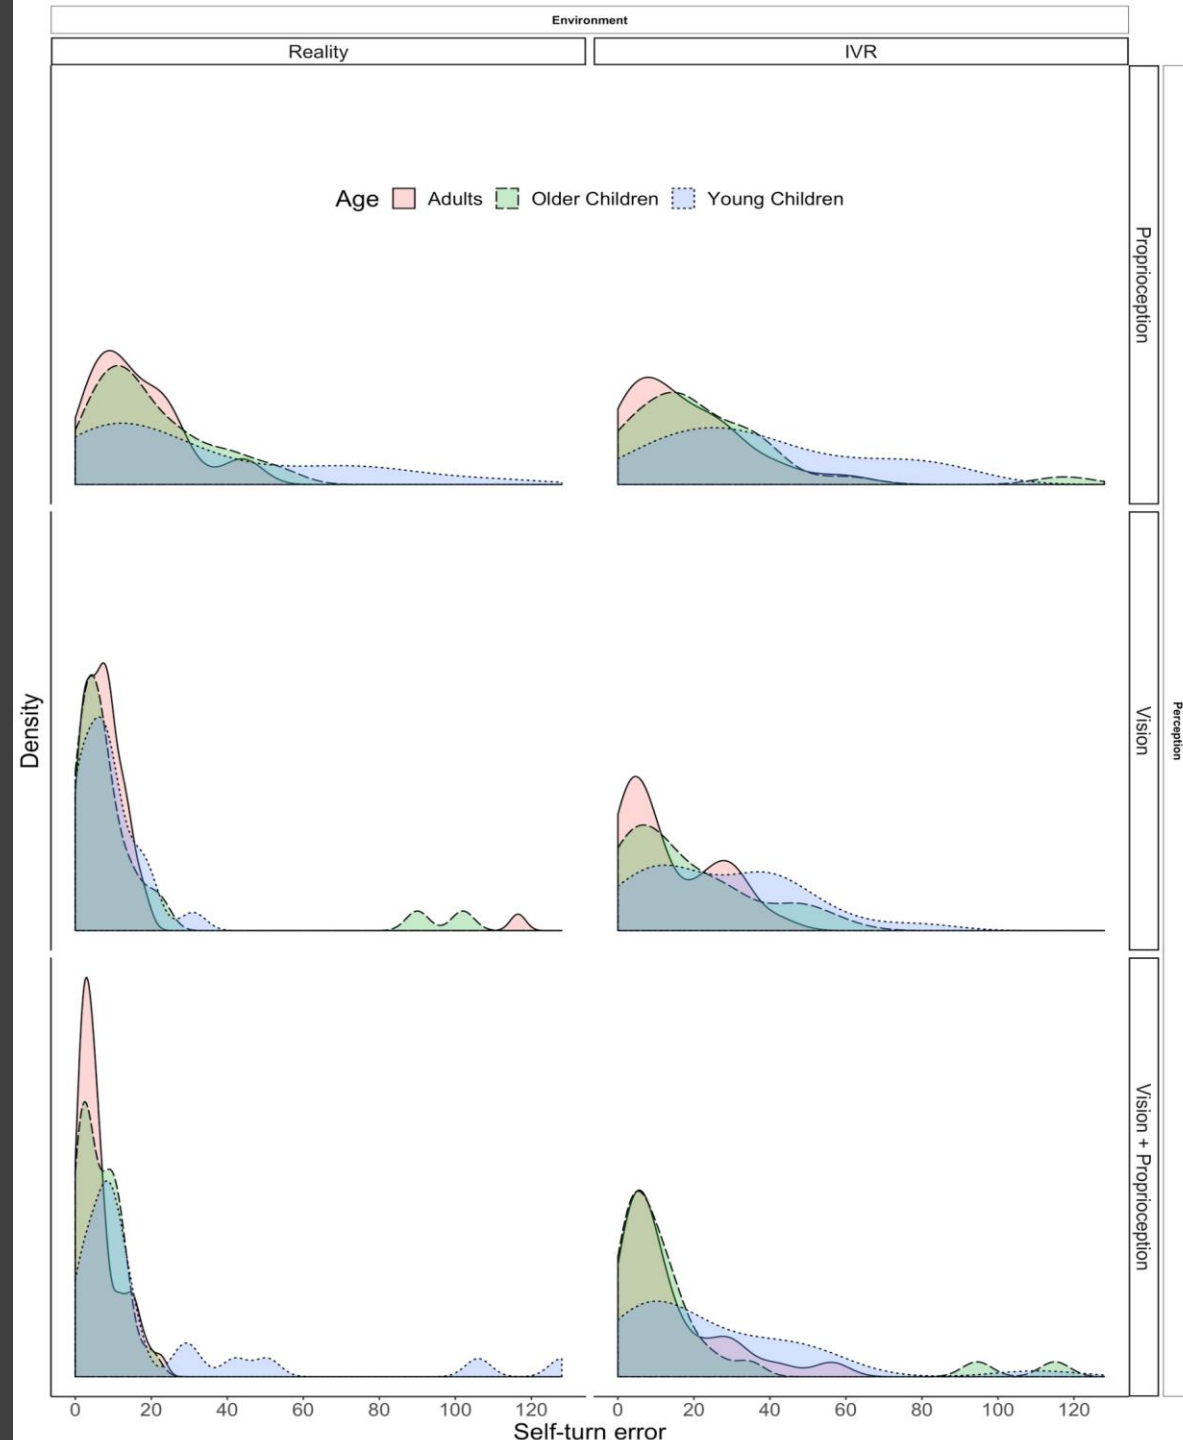 Environment
Reality
IVR
Age Adults Older Children Young Children
Proprioception
Vision
Vision + Proprioception
Perception
Density
0 20 40 60 80 100 120
0 20 40 60 80 100 120
Self-turn error